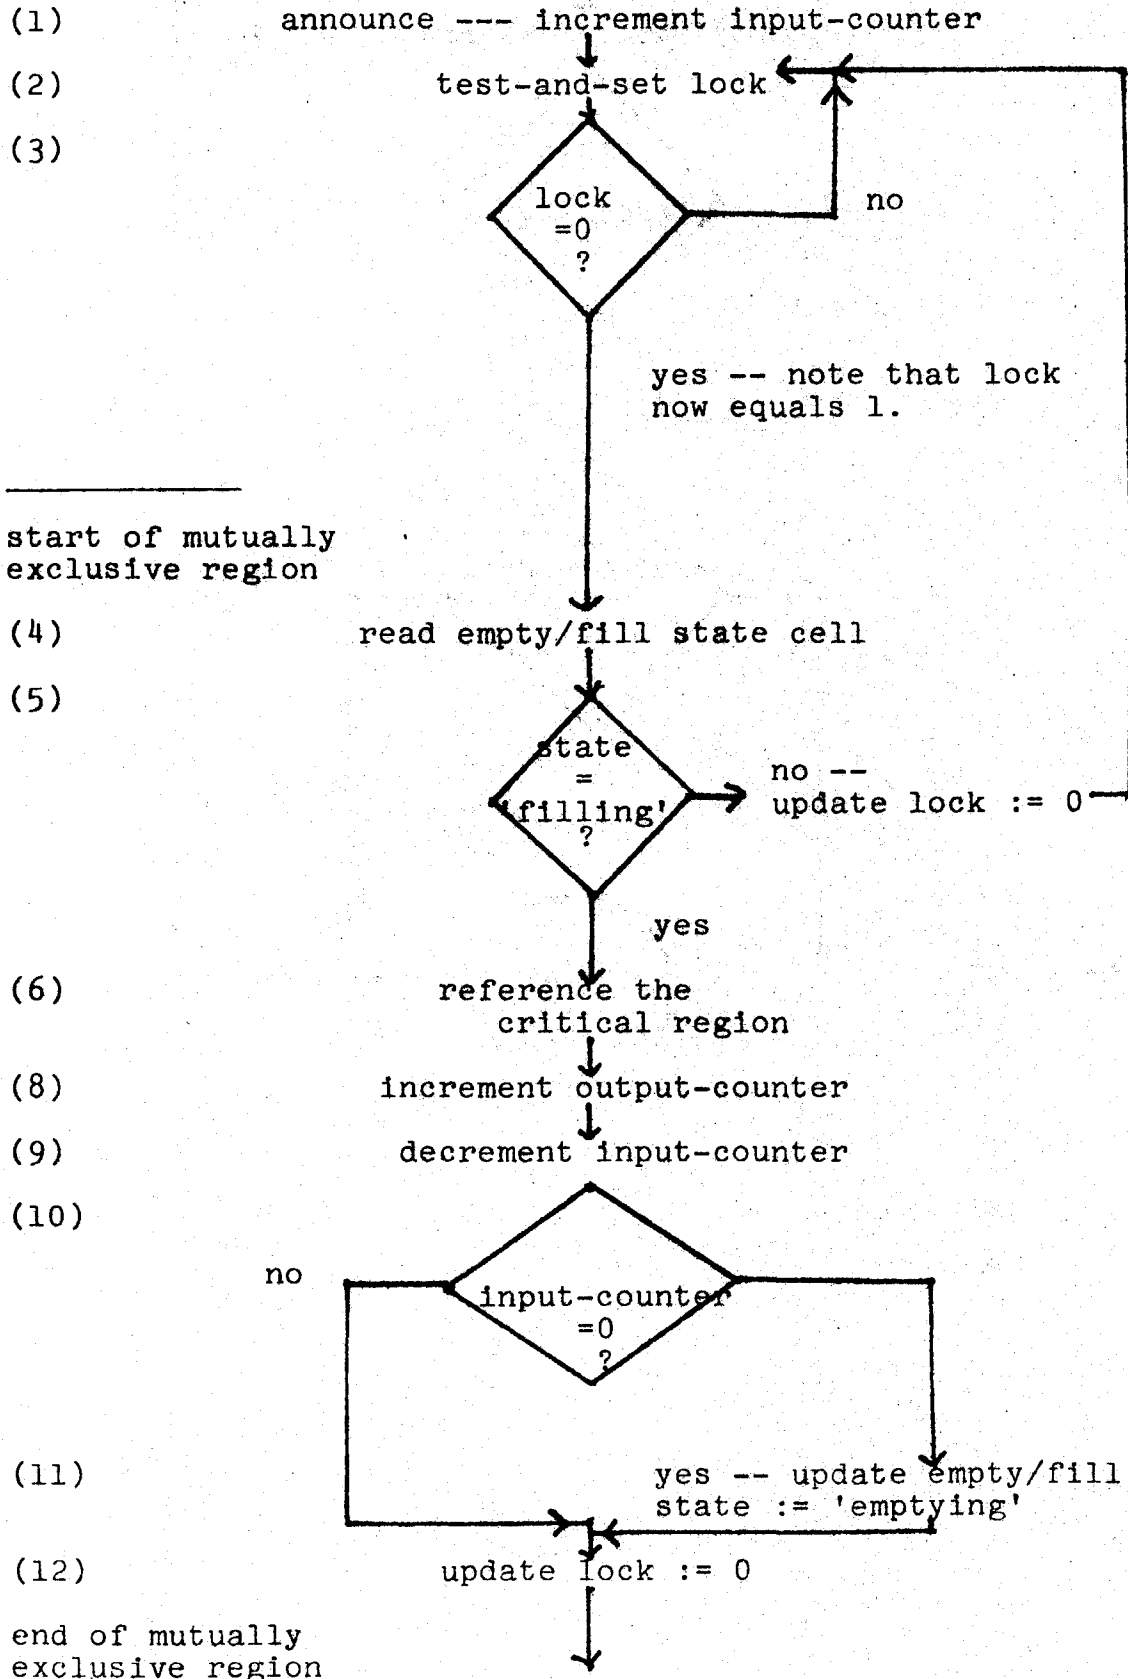 (1) announce --- increment input-counter
(2) test-and-set lock
(3)
lock
=0
?
no
yes -- note that lock
now equals 1.
start of mutually
exclusive region
(4) read empty/fill state cell
(5)
state
=
'filling'
?
no --
update lock := 0
yes
(6) reference the
critical region
(8) increment output-counter
(9) decrement input-counter
(10)
no
input-counter
=0
?
(11) yes -- update empty/fill
state := 'emptying'
(12) update lock := 0
end of mutually
exclusive region